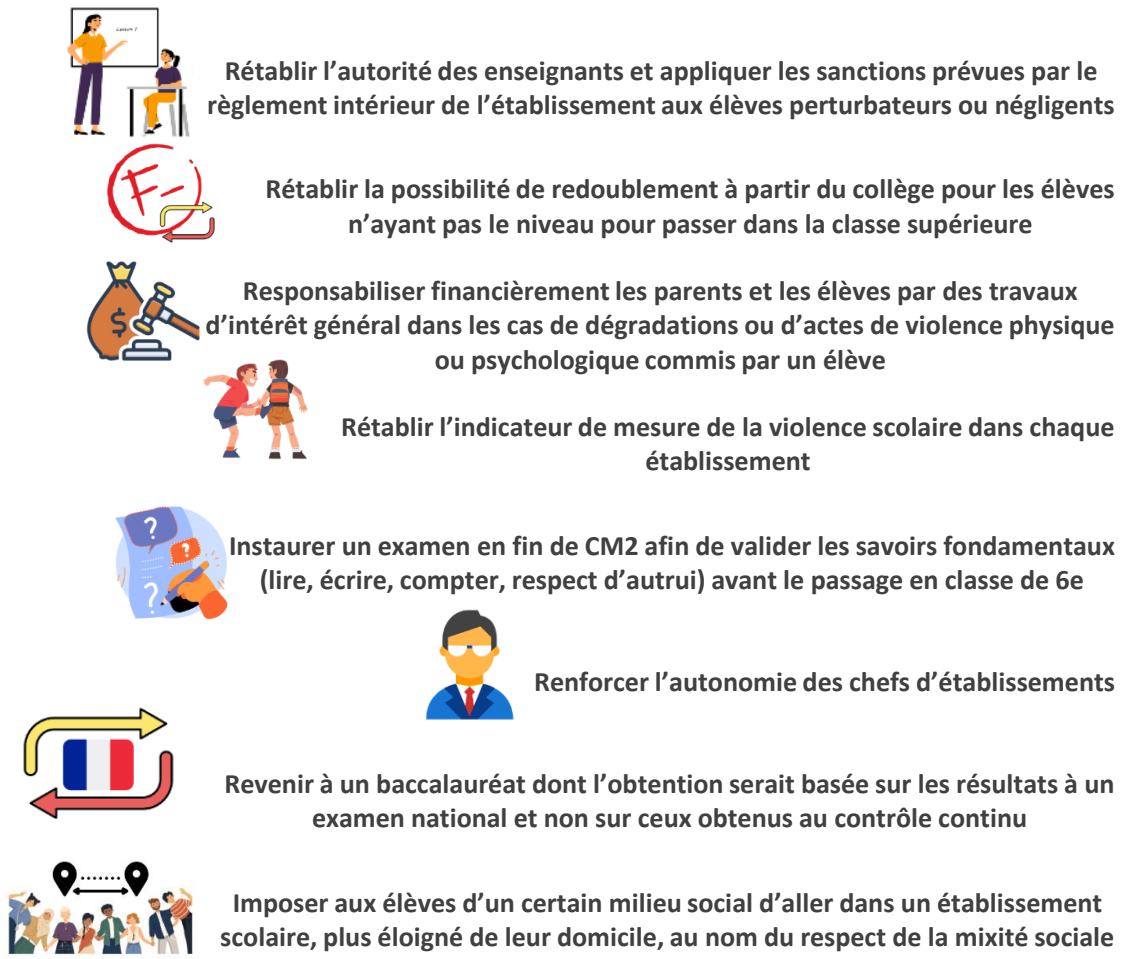 Lesson 1
Rétablir l'autorité des enseignants et appliquer les sanctions prévues par le
règlement intérieur de l'établissement aux élèves perturbateurs ou négligents
F-
Rétablir la possibilité de redoublement à partir du collège pour les élèves
n'ayant pas le niveau pour passer dans la classe supérieure
$
Responsabiliser financièrement les parents et les élèves par des travaux
d'intérêt général dans les cas de dégradations ou d'actes de violence physique
ou psychologique commis par un élève
Rétablir l'indicateur de mesure de la violence scolaire dans chaque
établissement
?
?
?
Instaurer un examen en fin de CM2 afin de valider les savoirs fondamentaux
(lire, écrire, compter, respect d'autrui) avant le passage en classe de 6e
Renforcer l'autonomie des chefs d'établissements
Revenir à un baccalauréat dont l'obtention serait basée sur les résultats à un
examen national et non sur ceux obtenus au contrôle continu
Imposer aux élèves d'un certain milieu social d'aller dans un établissement
scolaire, plus éloigné de leur domicile, au nom du respect de la mixité sociale